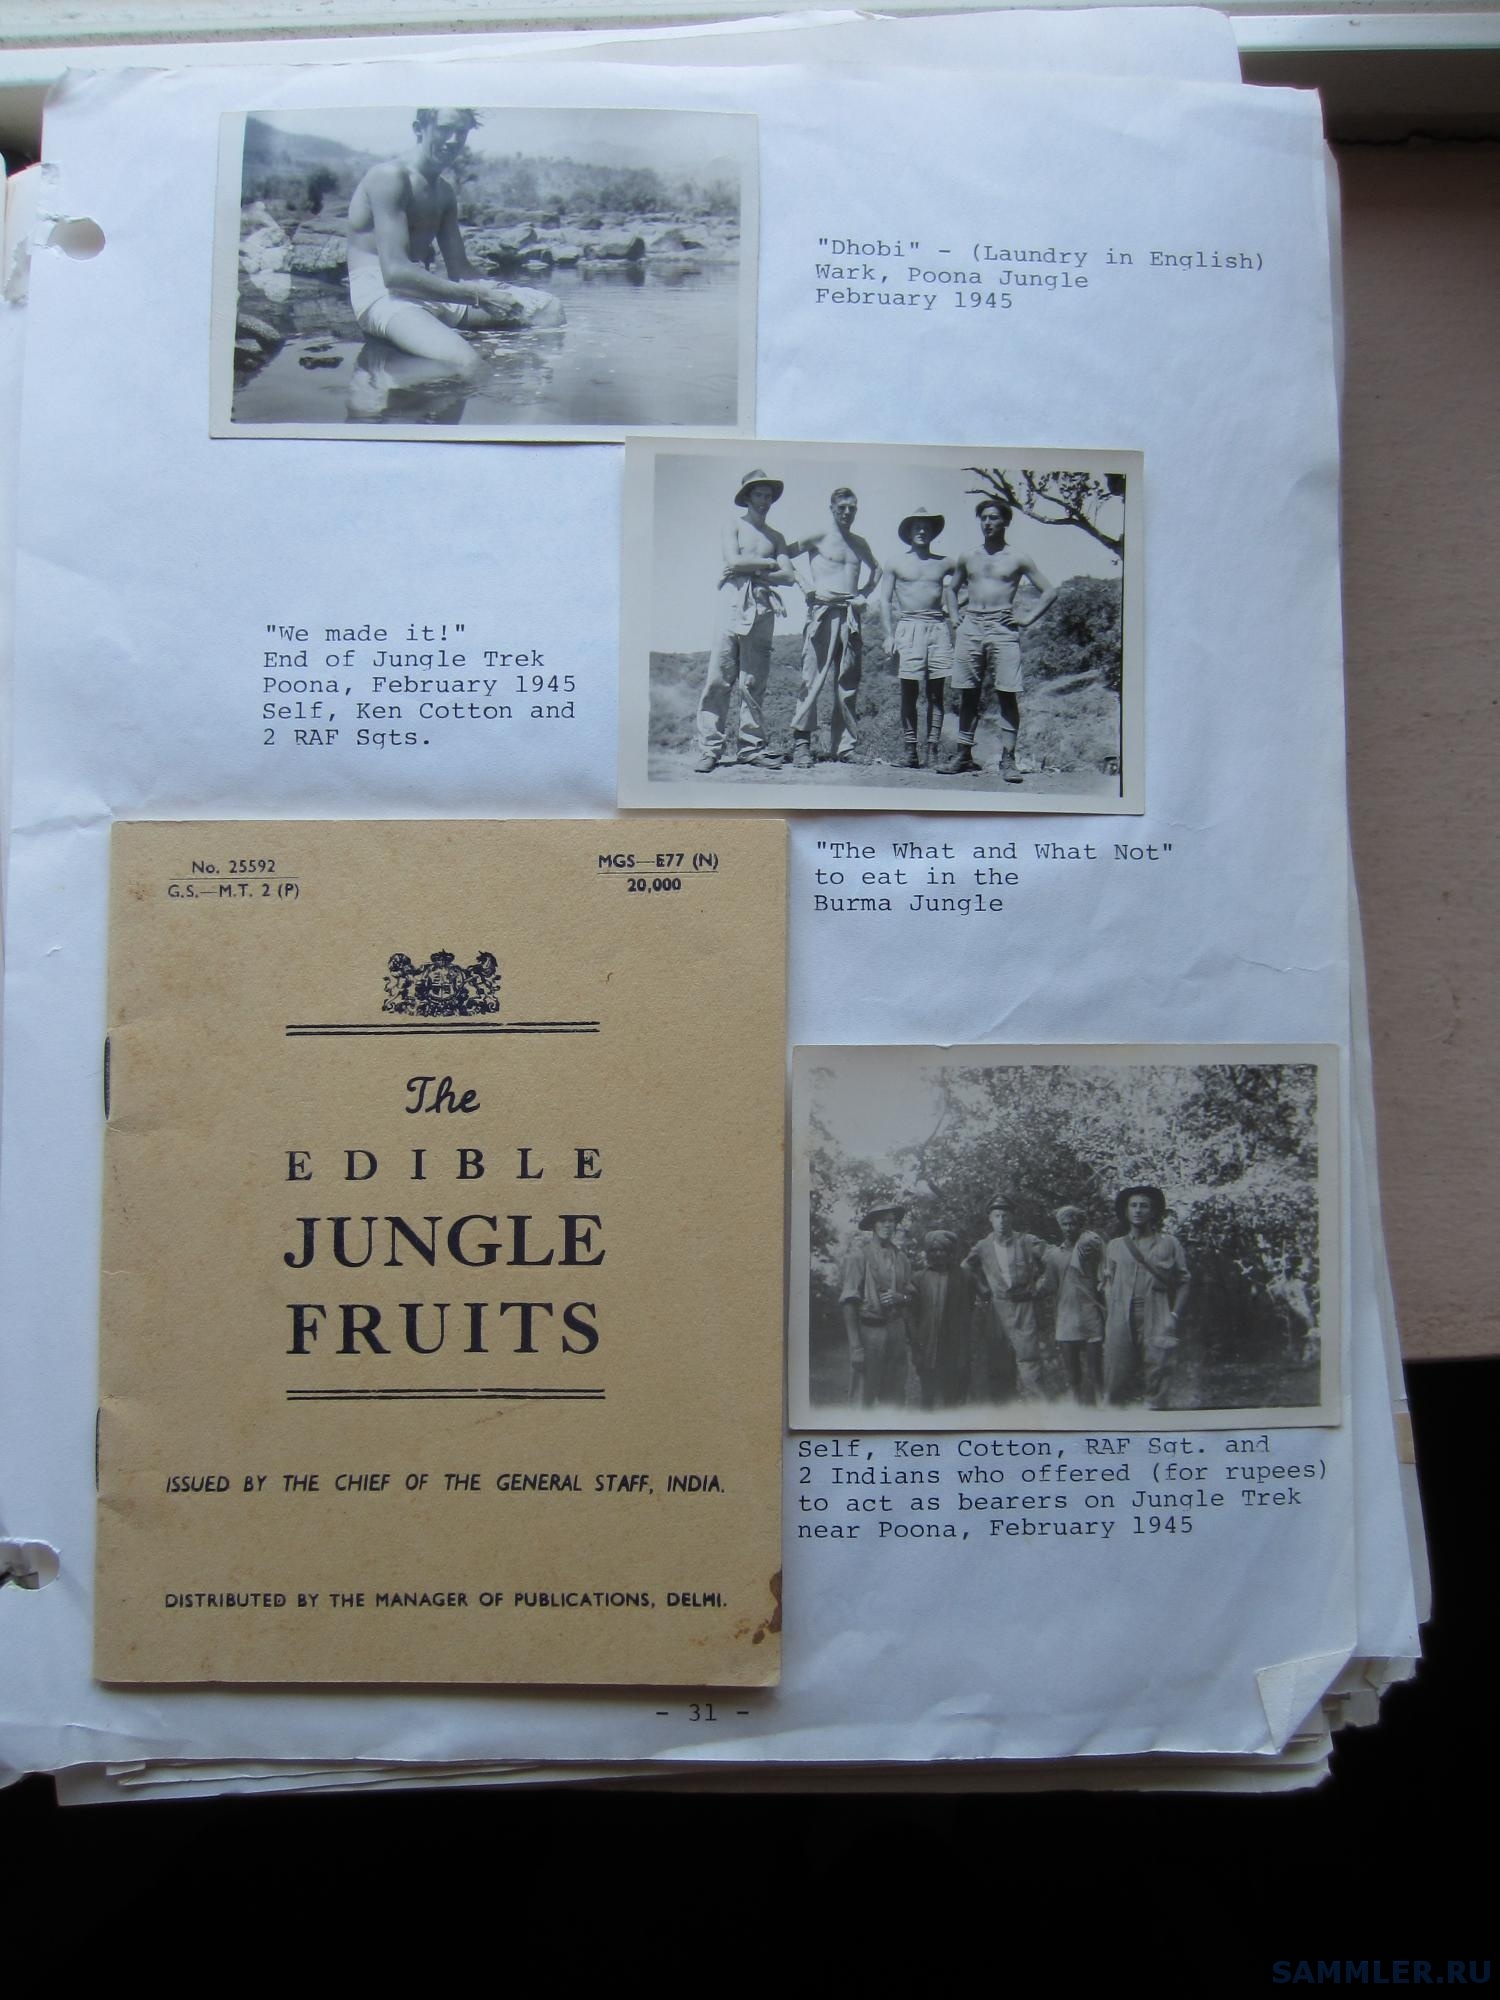 "Dhobi" - (Laundry in English)
Wark, Poona Jungle
February 1945
"We made it!"
End of Jungle Trek
Poona, February 1945
Self, Ken Cotton and
2 RAF Sgts.
No. 25592
G.S.—M.T. 2 (P)
MGS—E77 (N)
20,000
The
EDIBLE
JUNGLE
FRUITS
ISSUED BY THE CHIEF OF THE GENERAL STAFF, INDIA.
DISTRIBUTED BY THE MANAGER OF PUBLICATIONS, DELHI.
"The What and What Not"
to eat in the
Burma Jungle
Self, Ken Cotton, RAF Sgt. and
2 Indians who offered (for rupees)
to act as bearers on Jungle Trek
near Poona, February 1945
- 31 -
SAMMLER.RU